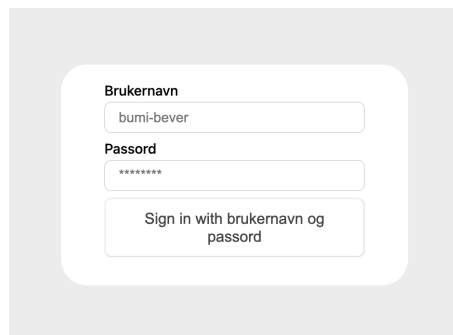 Brukernavn
bumi-bever
Passord
********
Sign in with brukernavn og
passord